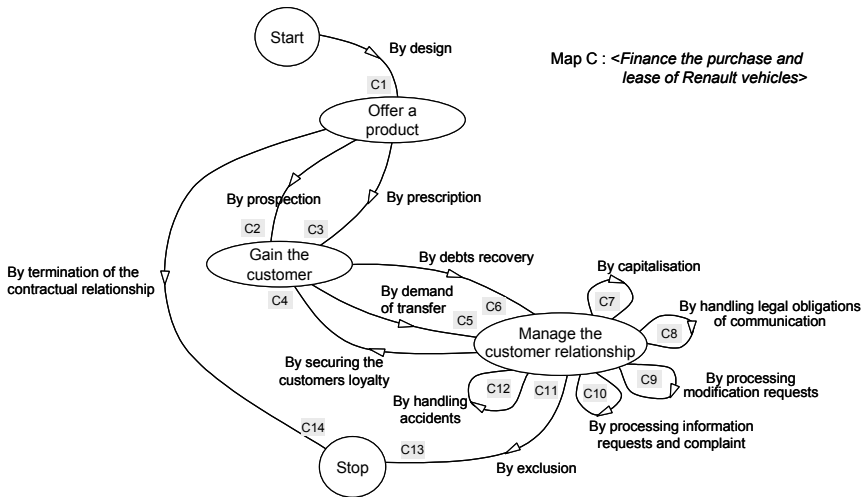 Start
By design
Map C : <Finance the purchase and
lease of Renault vehicles>
C1
Offer a
product
By prospection
By prescription
C2
C3
Gain the
customer
By debts recovery
By capitalisation
By termination of the
contractual relationship
C4
By demand
of transfer
C6
C5
C7
By handling legal obligations
of communication
C8
Manage the
customer relationship
By securing the
customers loyalty
C12
C11
C10
C9
By processing
modification requests
By handling
accidents
By processing information
requests and complaint
C14
C13
Stop
By exclusion